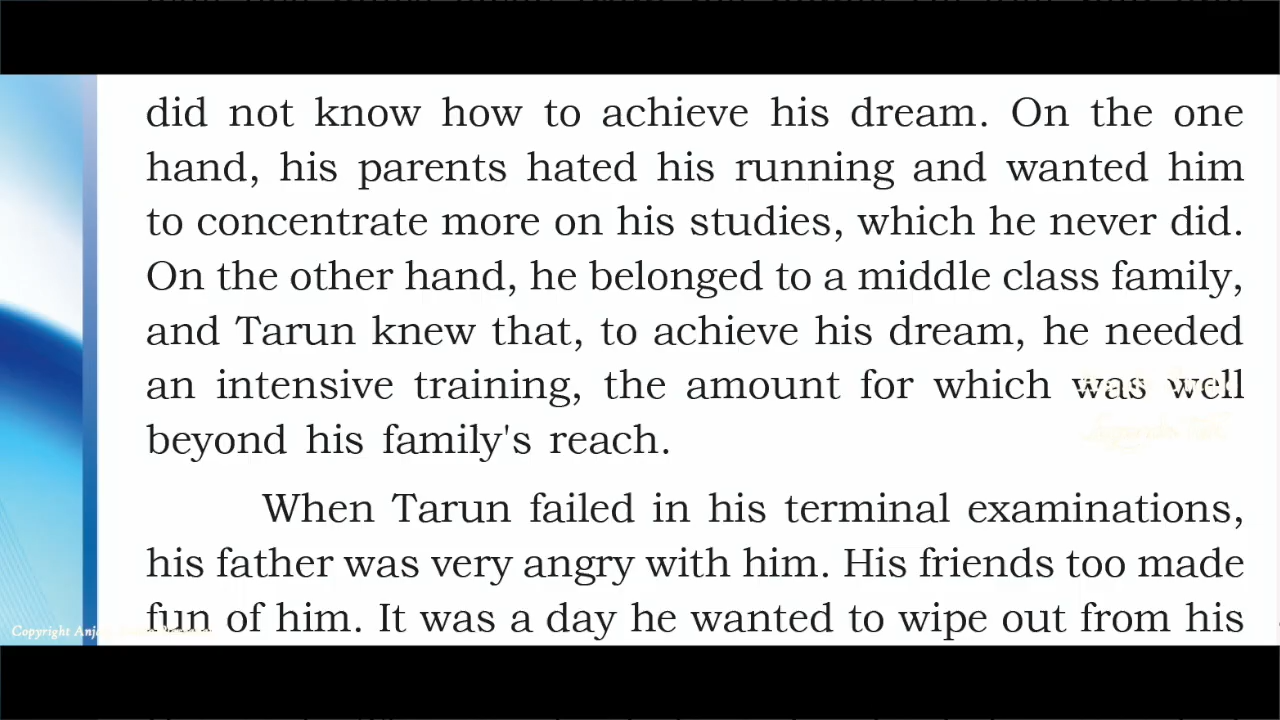 did not know how to achieve his dream. On the one
hand, his parents hated his running and wanted him
to concentrate more on his studies, which he never did.
On the other hand, he belonged to a middle class family,
and Tarun knew that, to achieve his dream, he needed
an intensive training, the amount for which was well
beyond his family's reach.
When Tarun failed in his terminal examinations,
his father was very angry with him. His friends too made
fun of him. It was a day he wanted to wipe out from his
Copyright